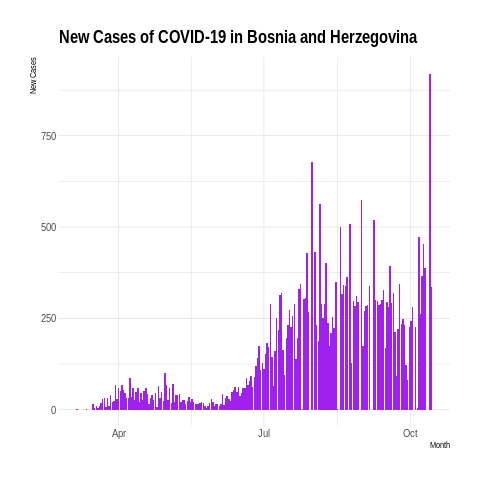 New Cases of COVID-19 in Bosnia and Herzegovina
New Cases
750
500
250
0
Apr
Jul
Oct
Month